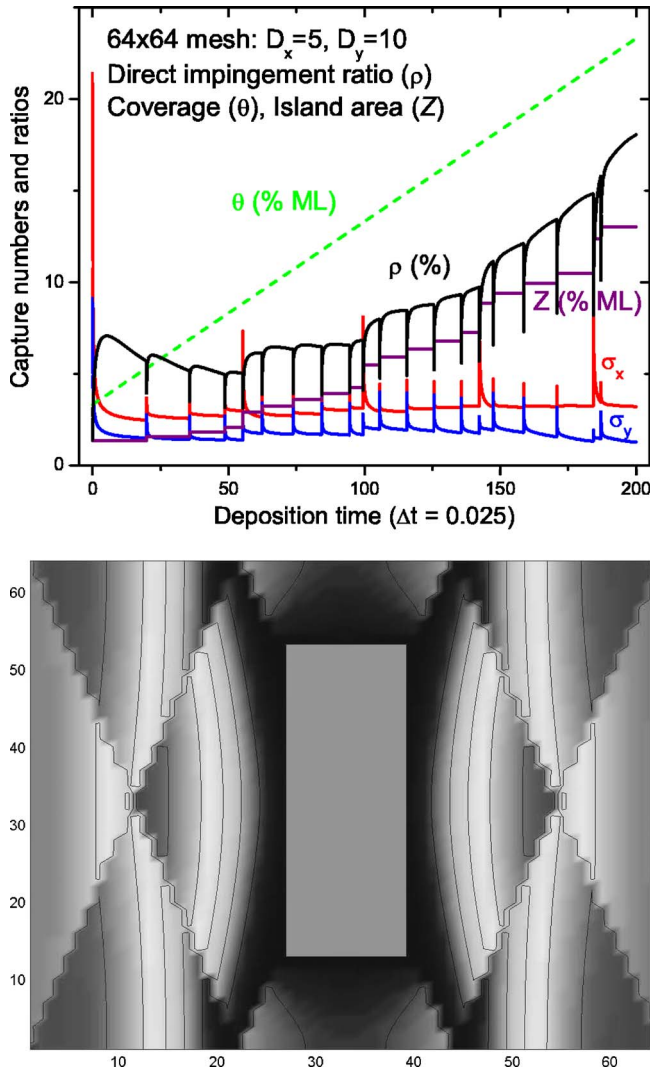 64x64 mesh: Dx=5, Dy=10
Direct impingement ratio (ρ)
Coverage (θ), Island area (Z)
20
θ (% ML)
ρ (%)
10
Z (% ML)
σx
σy
0
0 50 100 150 200
Capture numbers and ratios
Deposition time (Δt = 0.025)
60
50
40
30
20
10
10 20 30 40 50 60